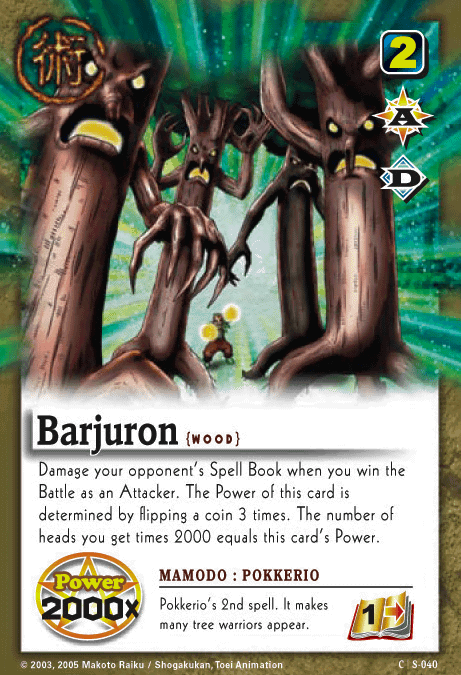 術
2
A
D
Barjuron {WOOD}
Damage your opponent's Spell Book when you win the
Battle as an Attacker. The Power of this card is
determined by flipping a coin 3 times. The number of
heads you get times 2000 equals this card's Power.
Power
2000x
MAMODO : POKKERIO
Pokkerio's 2nd spell. It makes
many tree warriors appear.
1
© 2003, 2005 Makoto Raiku / Shogakukan, Toei Animation
C | S-040